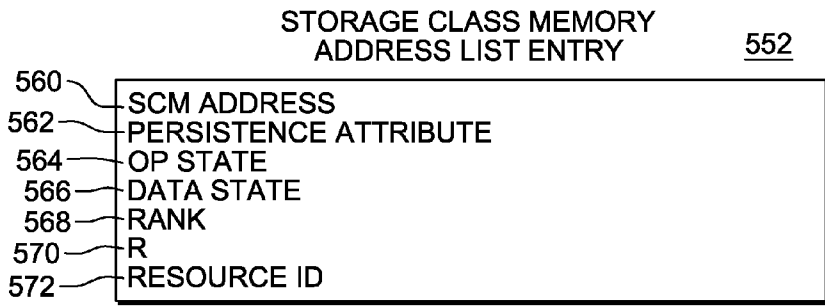 STORAGE CLASS MEMORY
ADDRESS LIST ENTRY 552
560 SCM ADDRESS
562 PERSISTENCE ATTRIBUTE
564 OP STATE
566 DATA STATE
568 RANK
570 R
572 RESOURCE ID